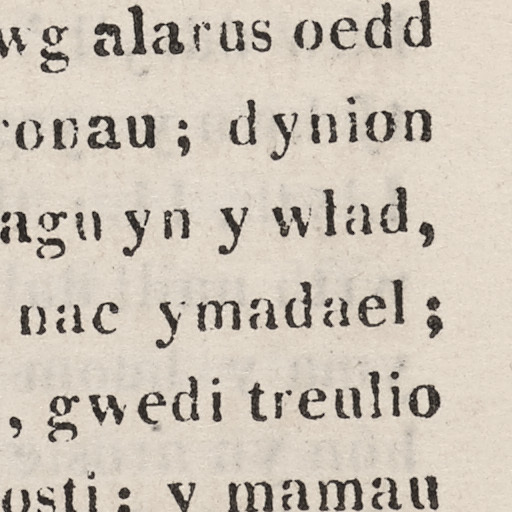 wg alarus oedd
ronau; dynion
agu yn y wlad,
nac ymadael;
, gwedi treulio
osti: y mamau